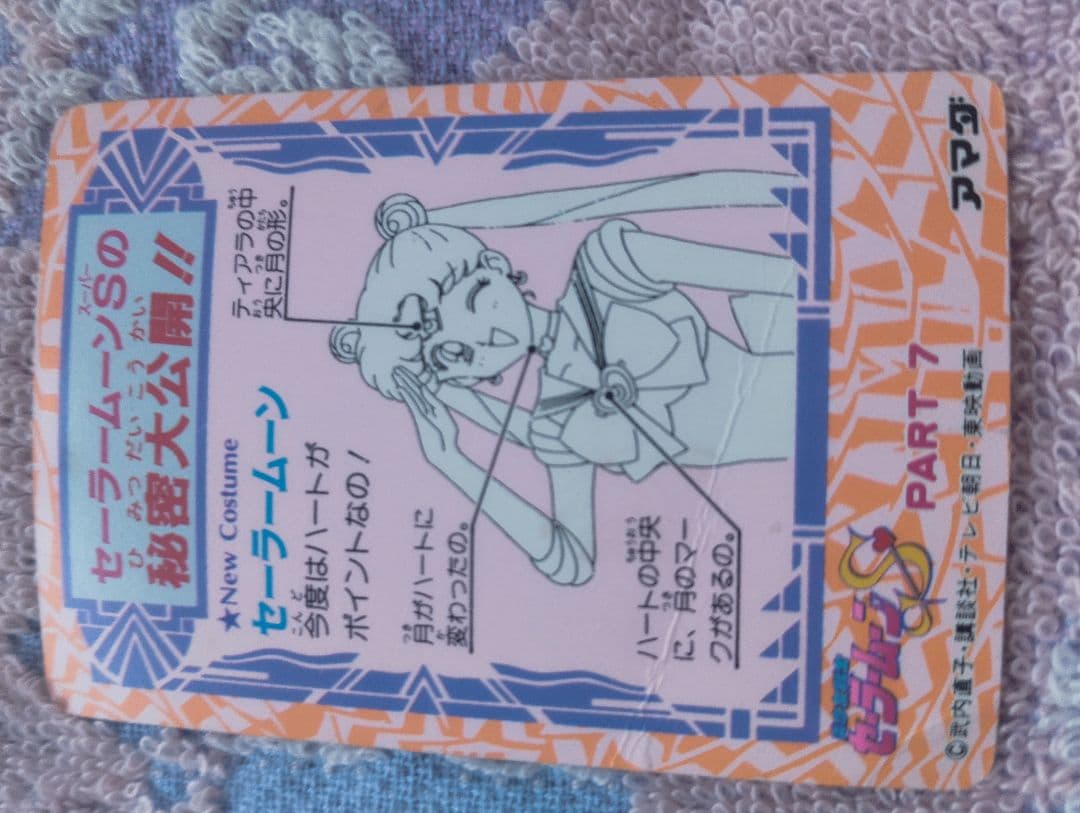 セーラームーンSの
秘密大公開!!
★New Costume
セーラームーン
今度はハートが
ポイントなの!
ティアラの中
央に月の形。
月がハートに
変わったの。
ハートの中央
に、月のマー
クがあるの。
美少女戦士
セーラームーンS
PART 7
アマダ
©武内直子・講談社・テレビ朝日・東映動画